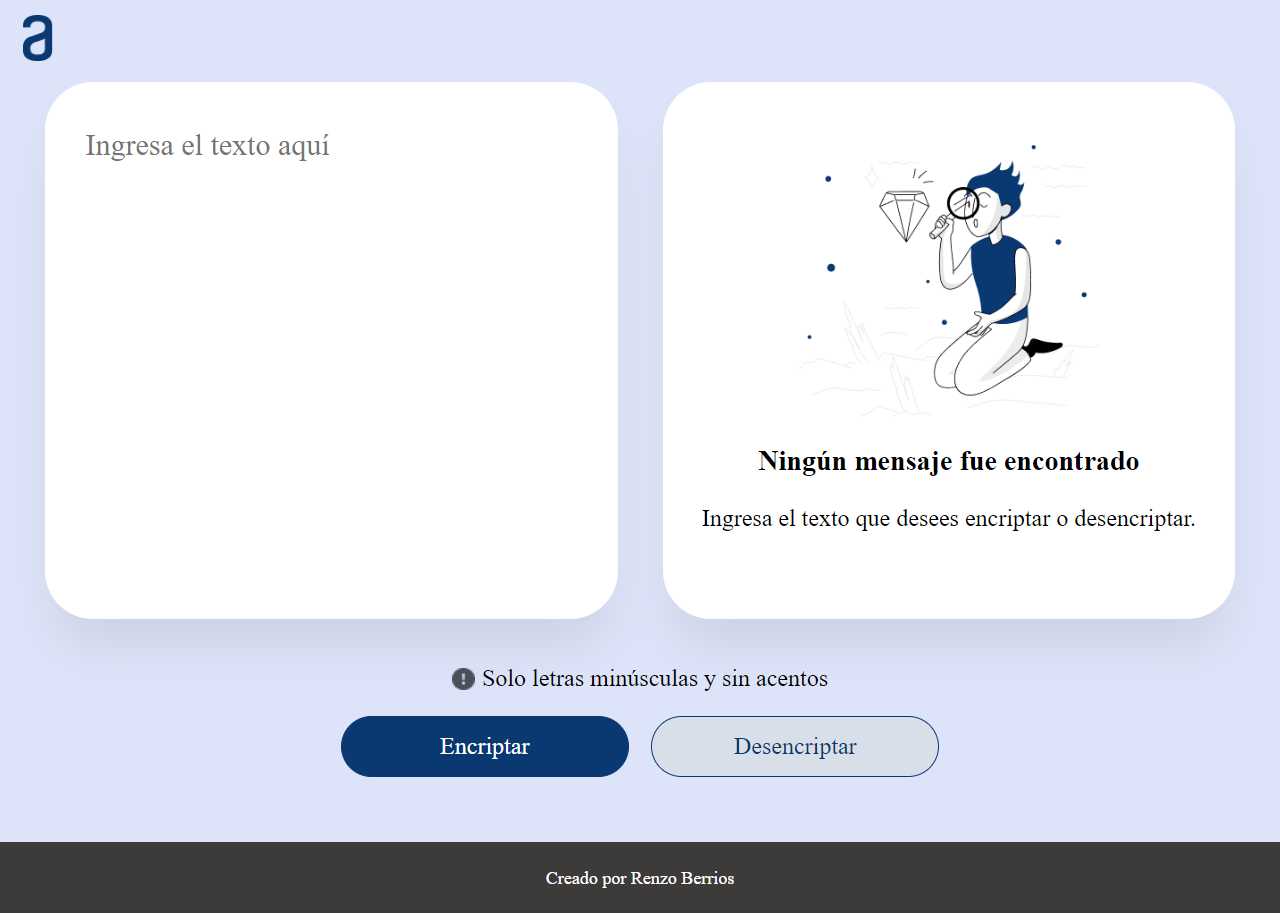 a
Ingresa el texto aquí
Ningún mensaje fue encontrado
Ingresa el texto que desees encriptar o desencriptar.
Solo letras minúsculas y sin acentos
Encriptar
Desencriptar
Creado por Renzo Berrios